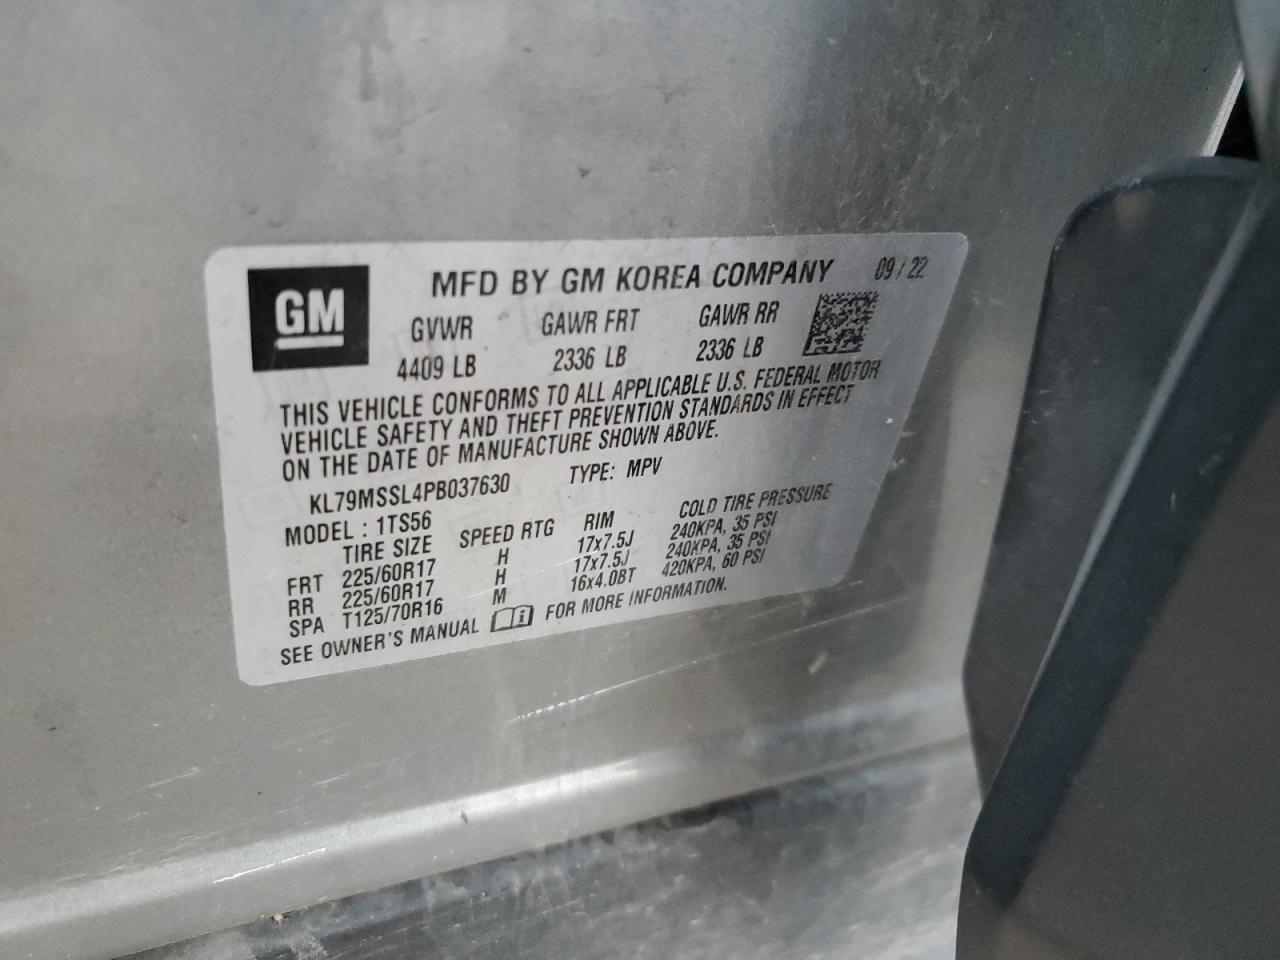 GM
MFD BY GM KOREA COMPANY 09 / 22
GVWR GAWR FRT GAWR RR
4409 LB 2336 LB 2336 LB
THIS VEHICLE CONFORMS TO ALL APPLICABLE U.S. FEDERAL MOTOR
VEHICLE SAFETY AND THEFT PREVENTION STANDARDS IN EFFECT
ON THE DATE OF MANUFACTURE SHOWN ABOVE.
KL79MSSL4PB037630 TYPE: MPV
MODEL : 1TS56
TIRE SIZE SPEED RTG RIM COLD TIRE PRESSURE
FRT 225/60R17 H 17x7.5J 240KPA, 35 PSI
RR 225/60R17 H 17x7.5J 240KPA, 35 PSI
SPA T125/70R16 M 16x4.0BT 420KPA, 60 PSI
SEE OWNER'S MANUAL i FOR MORE INFORMATION.